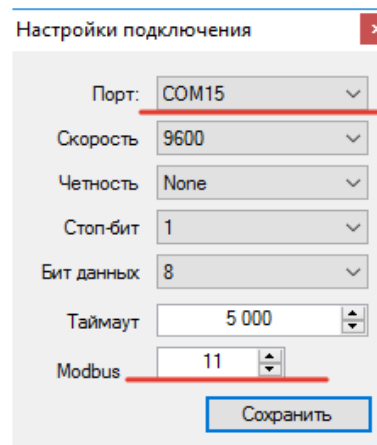 Настройки подключения
Порт: COM15
Скорость 9600
Четность None
Стоп-бит 1
Бит данных 8
Таймаут 5 000
Modbus 11
Сохранить